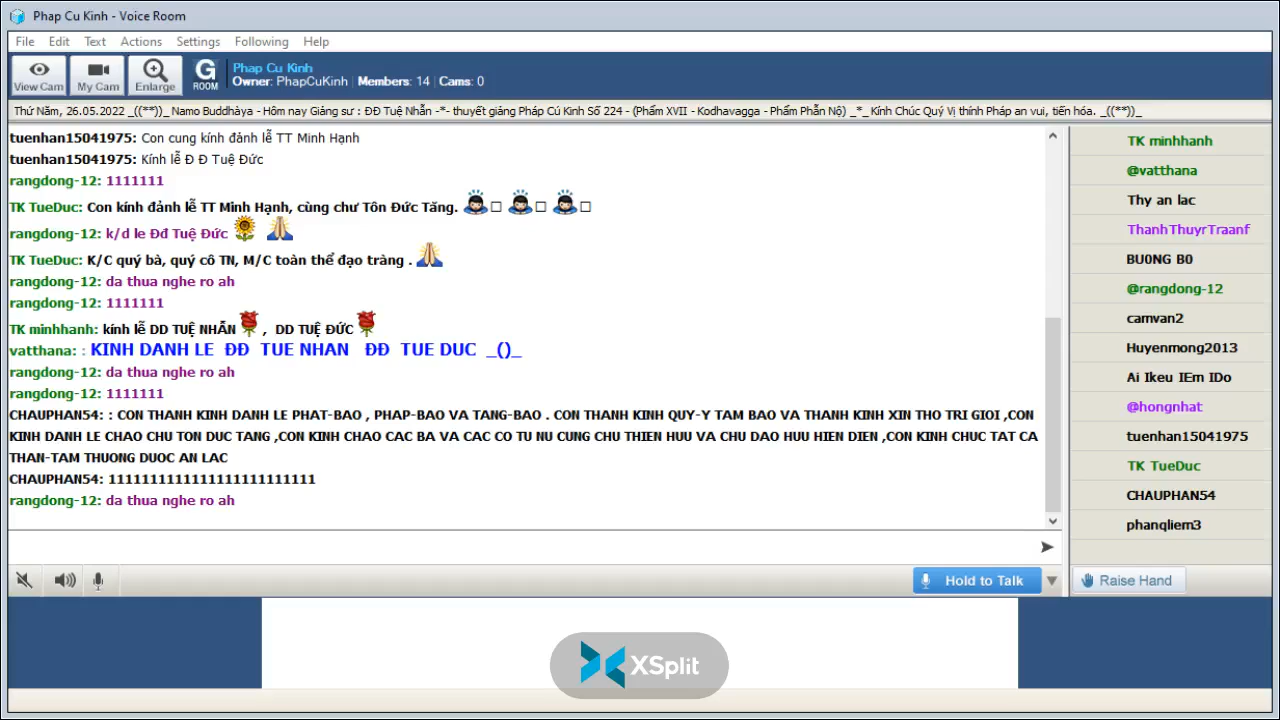 Phap Cu Kinh - Voice Room
File Edit Text Actions Settings Following Help
View Cam My Cam Enlarge G ROOM
Phap Cu Kinh
Owner: PhapCuKinh | Members: 14 | Cams: 0
Thứ Năm, 26.05.2022 _((**))_ Namo Buddhàya - Hôm nay Giảng sư : ĐĐ Tuệ Nhẫn -*- thuyết giảng Pháp Cú Kinh Số 224 - (Phẩm XVII - Kodhavagga - Phẩm Phẫn Nộ) _*_ Kính Chúc Quý Vị thính Pháp an vui, tiến hóa. _((**))_
tuenhan15041975: Con cung kính đảnh lễ TT Minh Hạnh
tuenhan15041975: Kính lễ Đ Đ Tuệ Đức
rangdong-12: 1111111
TK TueDuc: Con kính đảnh lễ TT Minh Hạnh, cùng chư Tôn Đức Tăng.
rangdong-12: k/d le Đđ Tuệ Đức
TK TueDuc: K/C quý bà, quý cô TN, M/C toàn thể đạo tràng .
rangdong-12: da thua nghe ro ah
rangdong-12: 1111111
TK minhhanh: kính lễ DD TUỆ NHẪN , DD TUỆ ĐỨC
vatthana: : KINH DANH LE ĐĐ TUE NHAN ĐĐ TUE DUC _()_
rangdong-12: da thua nghe ro ah
rangdong-12: 1111111
CHAUPHAN54: : CON THANK KINH DANH LE PHAT-BAO , PHAP-BAO VA TANG-BAO . CON THANH KINH QUY-Y TAM BAO VA THANH KINH XIN THO TRI GIOI ,CON
KINH DANH LE CHAO CHU TON DUC TANG ,CON KINH CHAO CAC BA VA CAC CO TU NU CUNG CHU THIEN HUU VA CHU DAO HUU HIEN DIEN ,CON KINH CHUC TAT CA
THAN-TAM THUONG DUOC AN LAC
CHAUPHAN54: 1111111111111111111111111
rangdong-12: da thua nghe ro ah
TK minhhanh
@vatthana
Thy an lac
ThanhThuyrTraanf
BU0NG B0
@rangdong-12
camvan2
Huyenmong2013
Ai Ikeu IEm IDo
@hongnhat
tuenhan15041975
TK TueDuc
CHAUPHAN54
phanqliem3
Hold to Talk
Raise Hand
XSplit